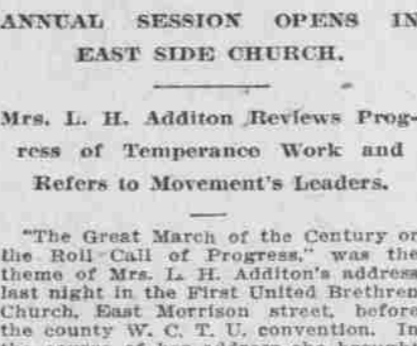 ANNUAL SESSION OPENS IN
EAST SIDE CHURCH.
Mrs. L. H. Additon Reviews Prog-
ress of Temperance Work and
Refers to Movement's Leaders.
"The Great March of the Century or
the Roll Call of Progress," was the
theme of Mrs. L. H. Additon's address
last night in the First United Brethren
Church, East Morrison street, before
the county W. C. T. U. convention. In